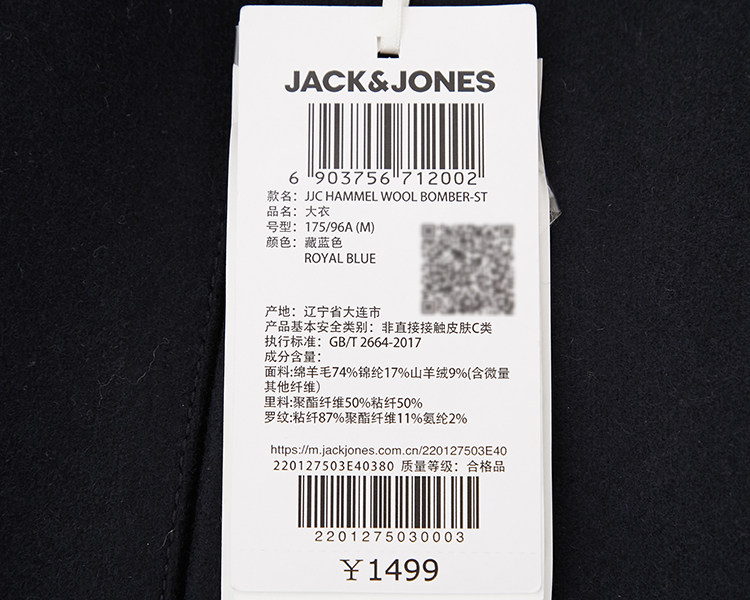 JACK&JONES
6 903756 712002
款名: JJC HAMMEL WOOL BOMBER-ST
品名: 大衣
号型: 175/96A (M)
颜色: 藏蓝色
ROYAL BLUE
产地: 辽宁省大连市
产品基本安全类别: 非直接接触皮肤C类
执行标准: GB/T 2664-2017
成分含量:
面料:绵羊毛74%锦纶17%山羊绒9%(含微量
其他纤维)
里料:聚酯纤维50%粘纤50%
罗纹:粘纤87%聚酯纤维11%氨纶2%
https://m.jackjones.com.cn/220127503E40
220127503E40380 质量等级: 合格品
2201275030003
¥1499